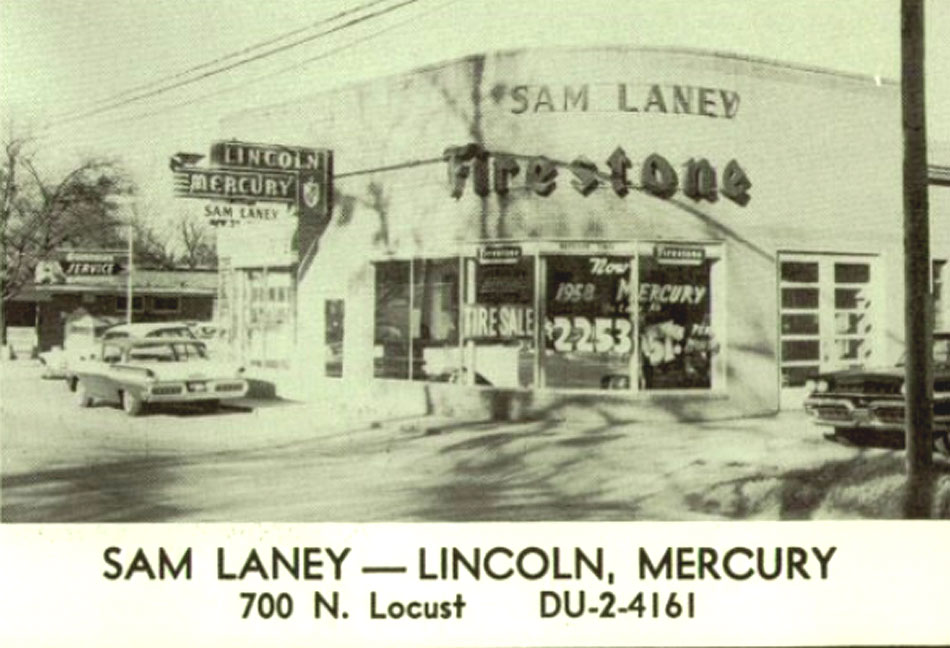 SAM LANEY
Firestone
LINCOLN
MERCURY
SAM LANEY
SERVICE
Firestone
Firestone
Now
1958 MERCURY
TIRE SALE
$2253
SAM LANEY — LINCOLN, MERCURY
700 N. Locust DU-2-4161